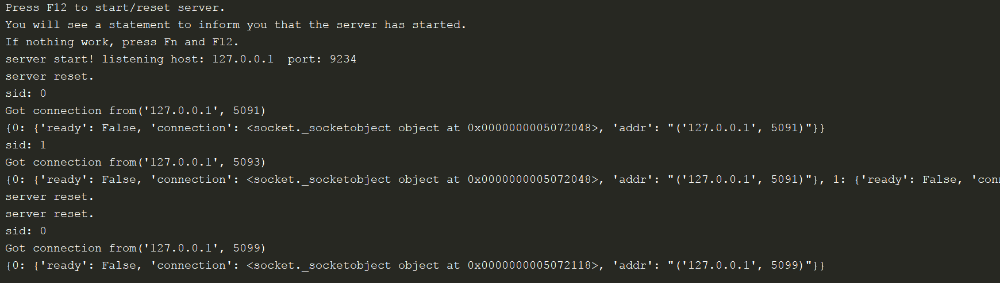 Press F12 to start/reset server.
You will see a statement to inform you that the server has started.
If nothing work, press Fn and F12.
server start! listening host: 127.0.0.1  port: 9234
server reset.
sid: 0
Got connection from('127.0.0.1', 5091)
{0: {'ready': False, 'connection': <socket._socketobject object at 0x0000000005072048>, 'addr': "('127.0.0.1', 5091)"}}
sid: 1
Got connection from('127.0.0.1', 5093)
{0: {'ready': False, 'connection': <socket._socketobject object at 0x0000000005072048>, 'addr': "('127.0.0.1', 5091)"}, 1: {'ready': False, 'con
server reset.
server reset.
sid: 0
Got connection from('127.0.0.1', 5099)
{0: {'ready': False, 'connection': <socket._socketobject object at 0x0000000005072118>, 'addr': "('127.0.0.1', 5099)"}}